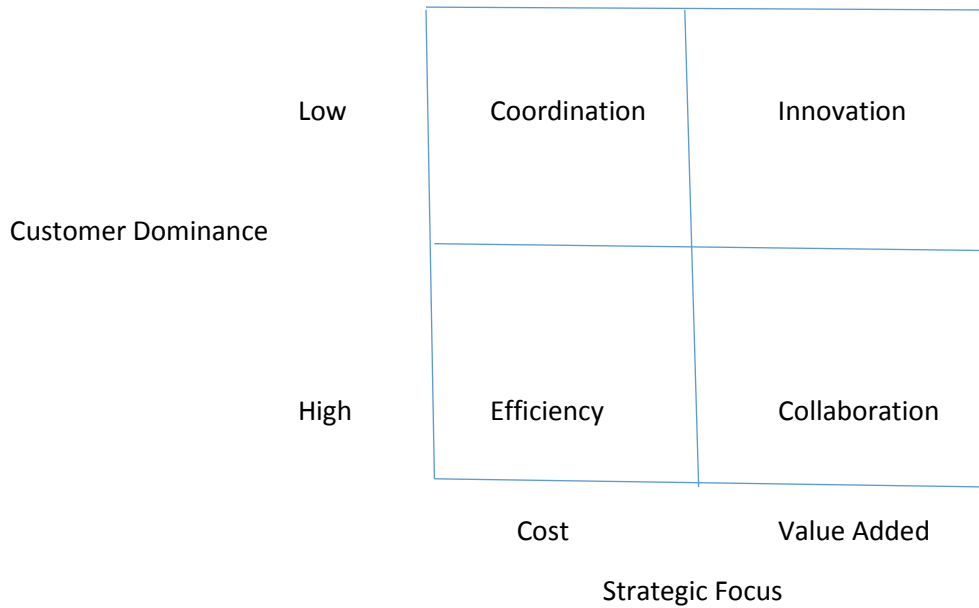 Low Coordination Innovation
Customer Dominance
High Efficiency Collaboration
Cost Value Added
Strategic Focus